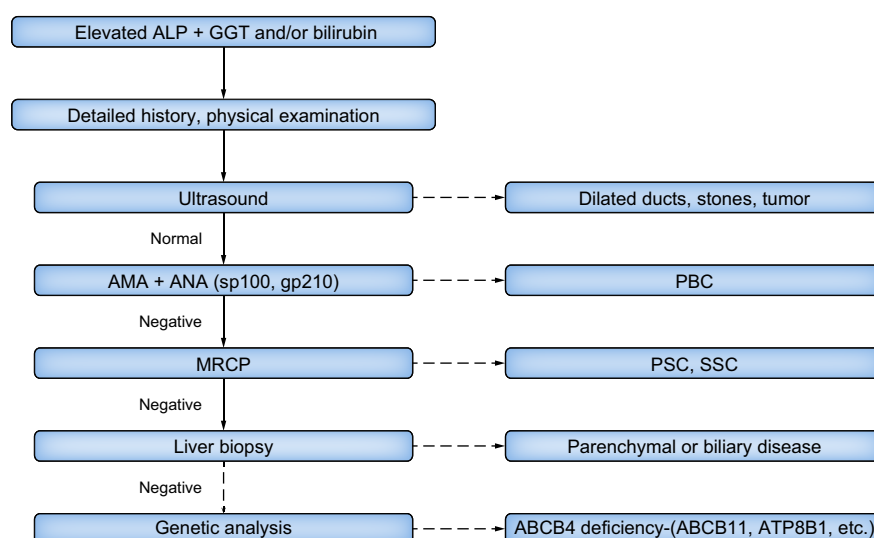 Elevated ALP + GGT and/or bilirubin
Detailed history, physical examination
Ultrasound
Dilated ducts, stones, tumor
Normal
AMA + ANA (sp100, gp210)
PBC
Negative
MRCP
PSC, SSC
Negative
Liver biopsy
Parenchymal or biliary disease
Negative
Genetic analysis
ABCB4 deficiency-(ABCB11, ATP8B1, etc.)